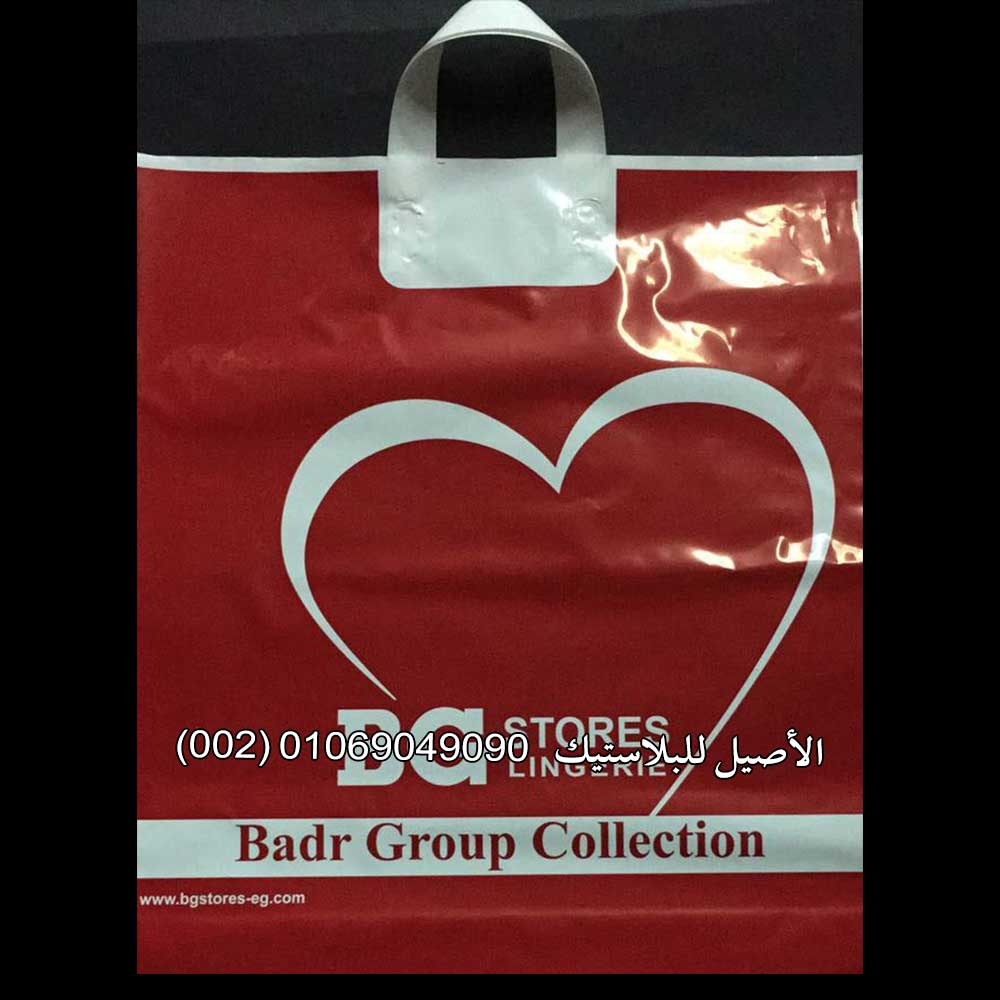 BG STORES
LINGERIE
(002) 01069049090 الأصيل للبلاستيك
Badr Group Collection
www.bgstores-eg.com